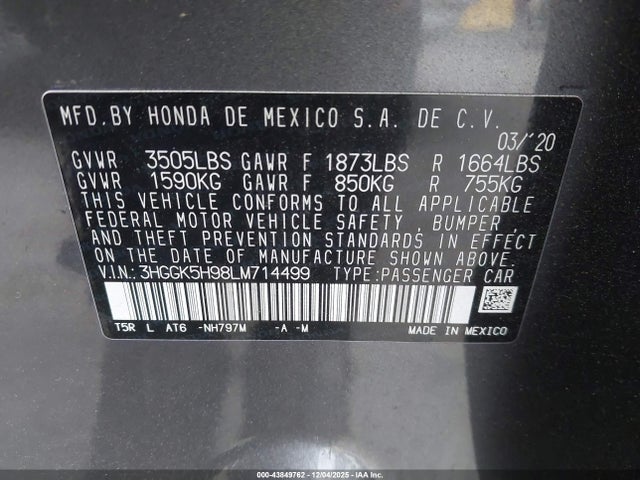 MFD.BY HONDA DE MEXICO S.A. DE C.V.
03/'20
GVWR 3505LBS GAWR F 1873LBS R 1664LBS
GVWR 1590KG GAWR F 850KG R 755KG
THIS VEHICLE CONFORMS TO ALL APPLICABLE
FEDERAL MOTOR VEHICLE SAFETY, BUMPER,
AND THEFT PREVENTION STANDARDS IN EFFECT
ON THE DATE OF MANUFACTURE SHOWN ABOVE.
V.I.N.: 3HGGK5H98LM714499 TYPE:PASSENGER CAR
T5R L AT6 -NH797M -A -M MADE IN MEXICO
000-43849762 - 12/04/2025 - IAA Inc.